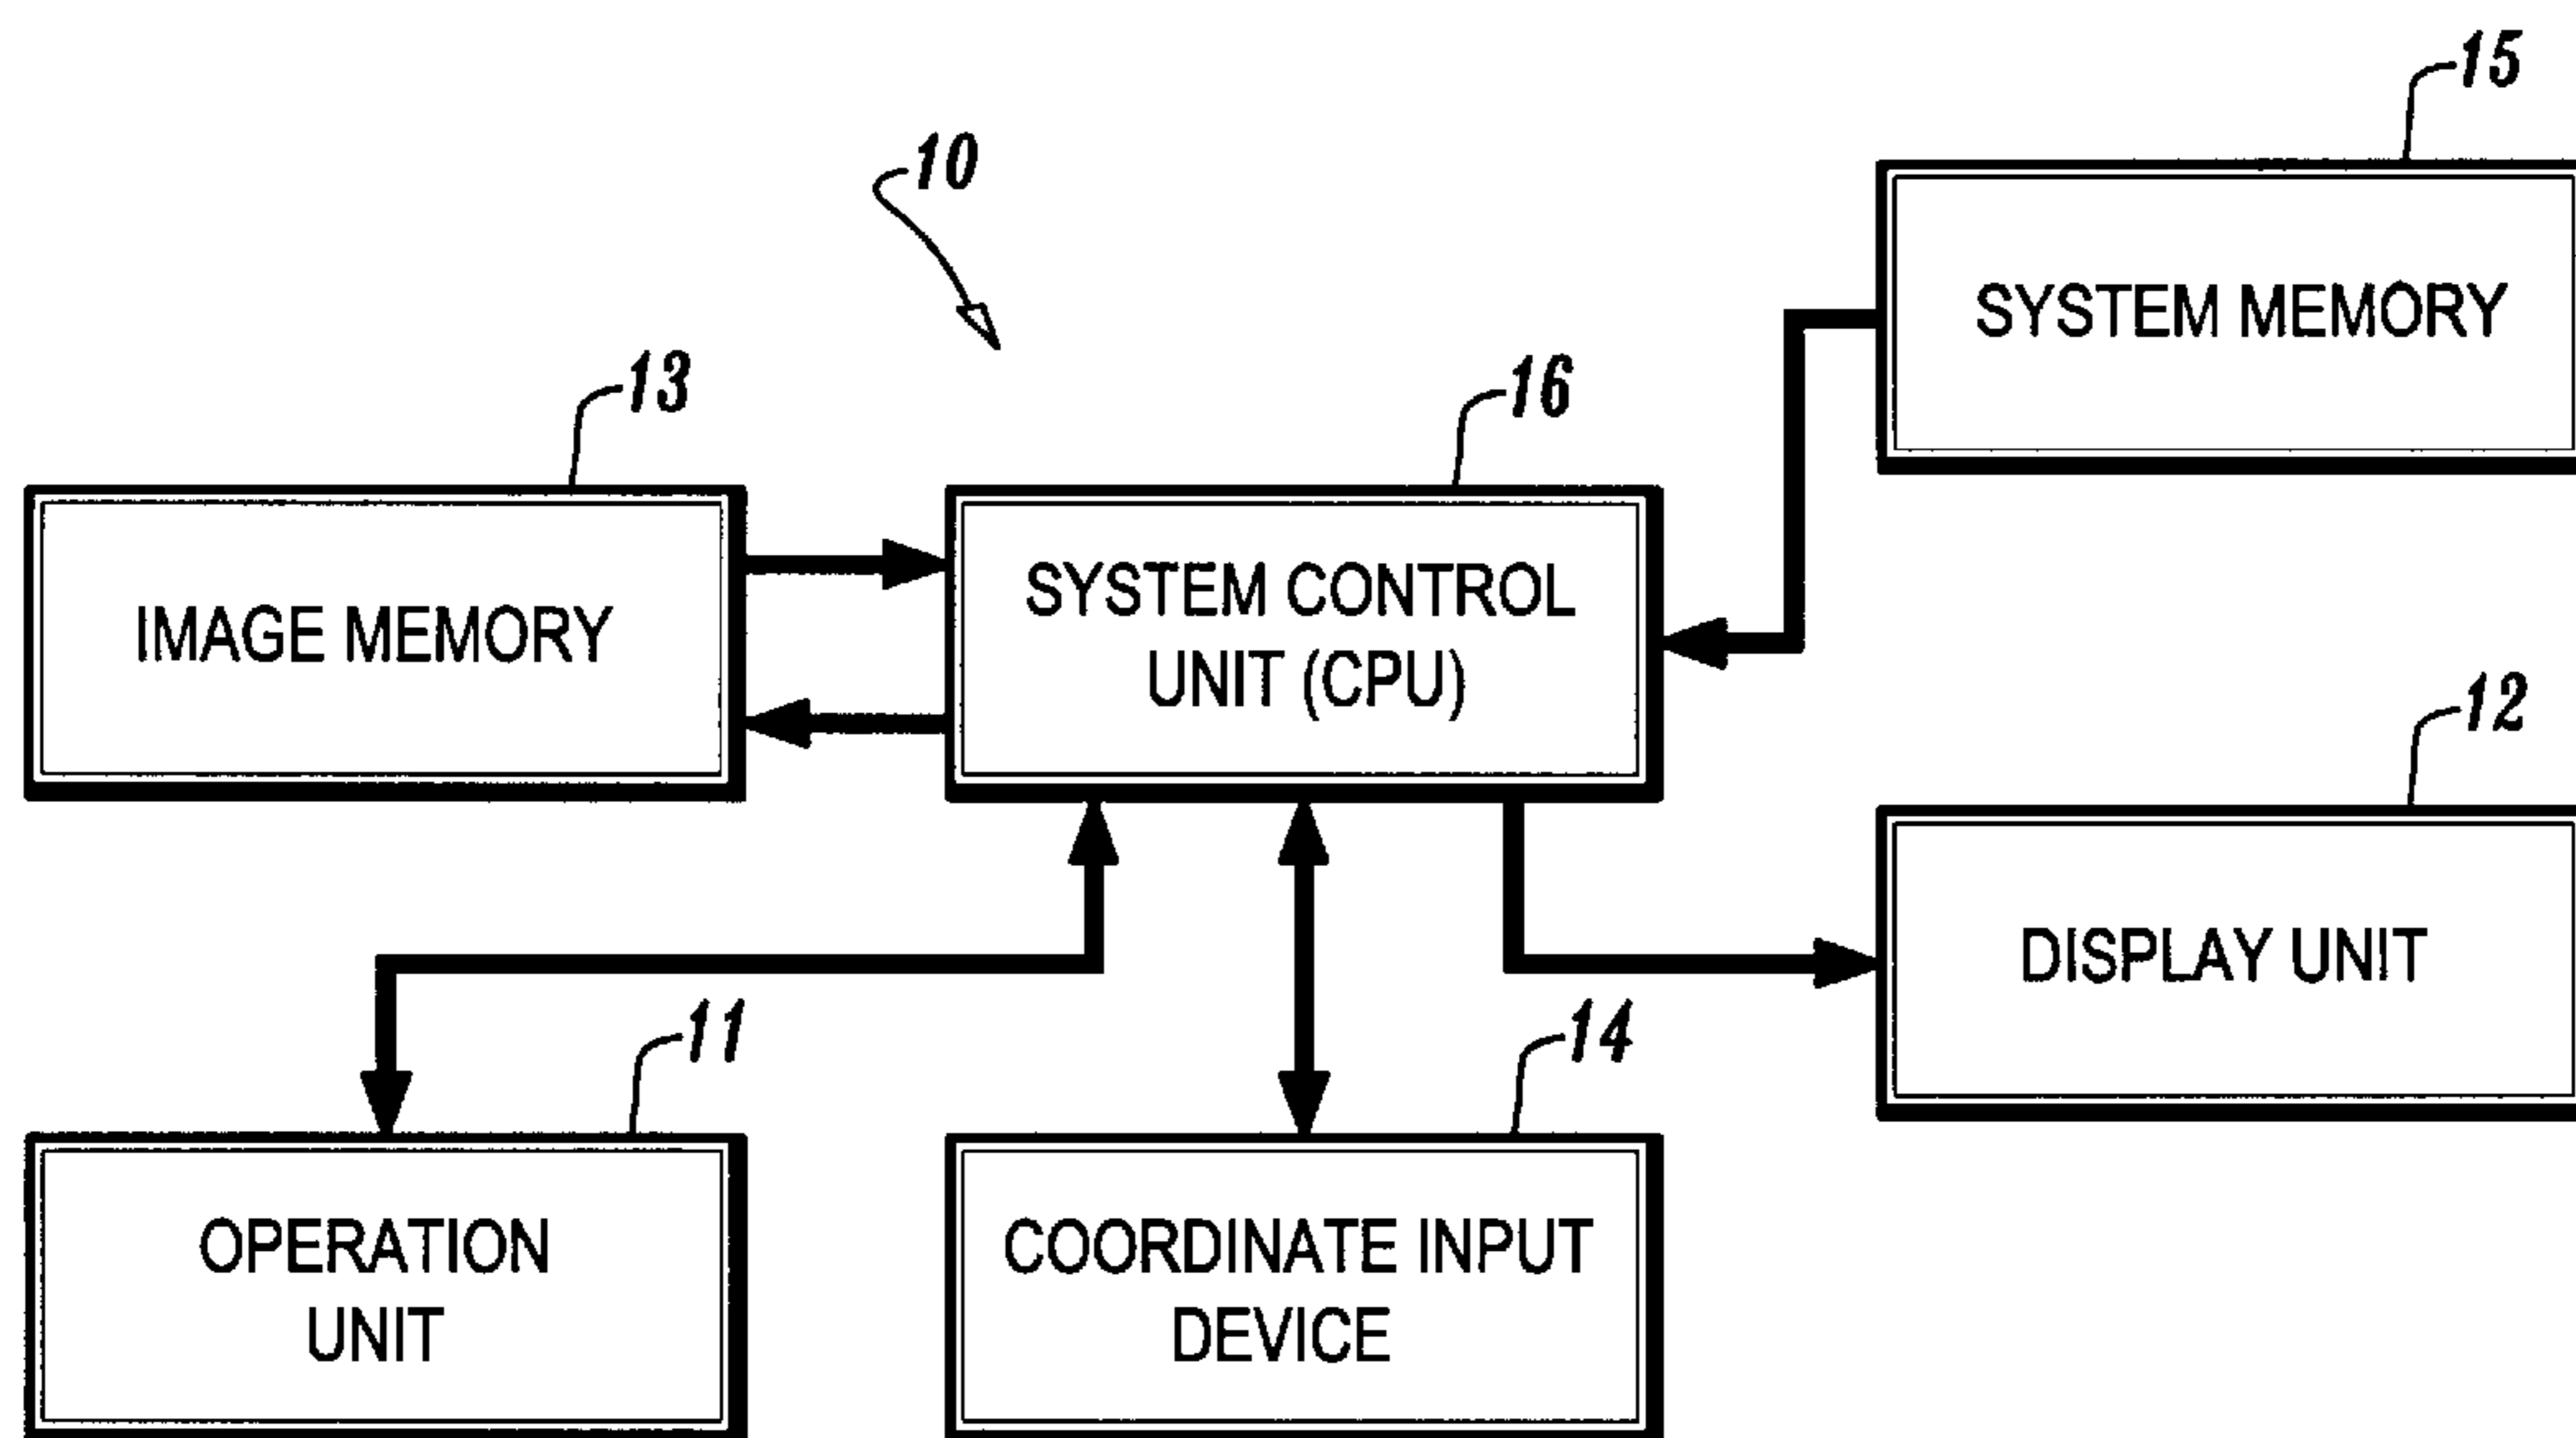 15
10
13
16
SYSTEM MEMORY
IMAGE MEMORY
SYSTEM CONTROL
UNIT (CPU)
12
DISPLAY UNIT
11
14
OPERATION
UNIT
COORDINATE INPUT
DEVICE